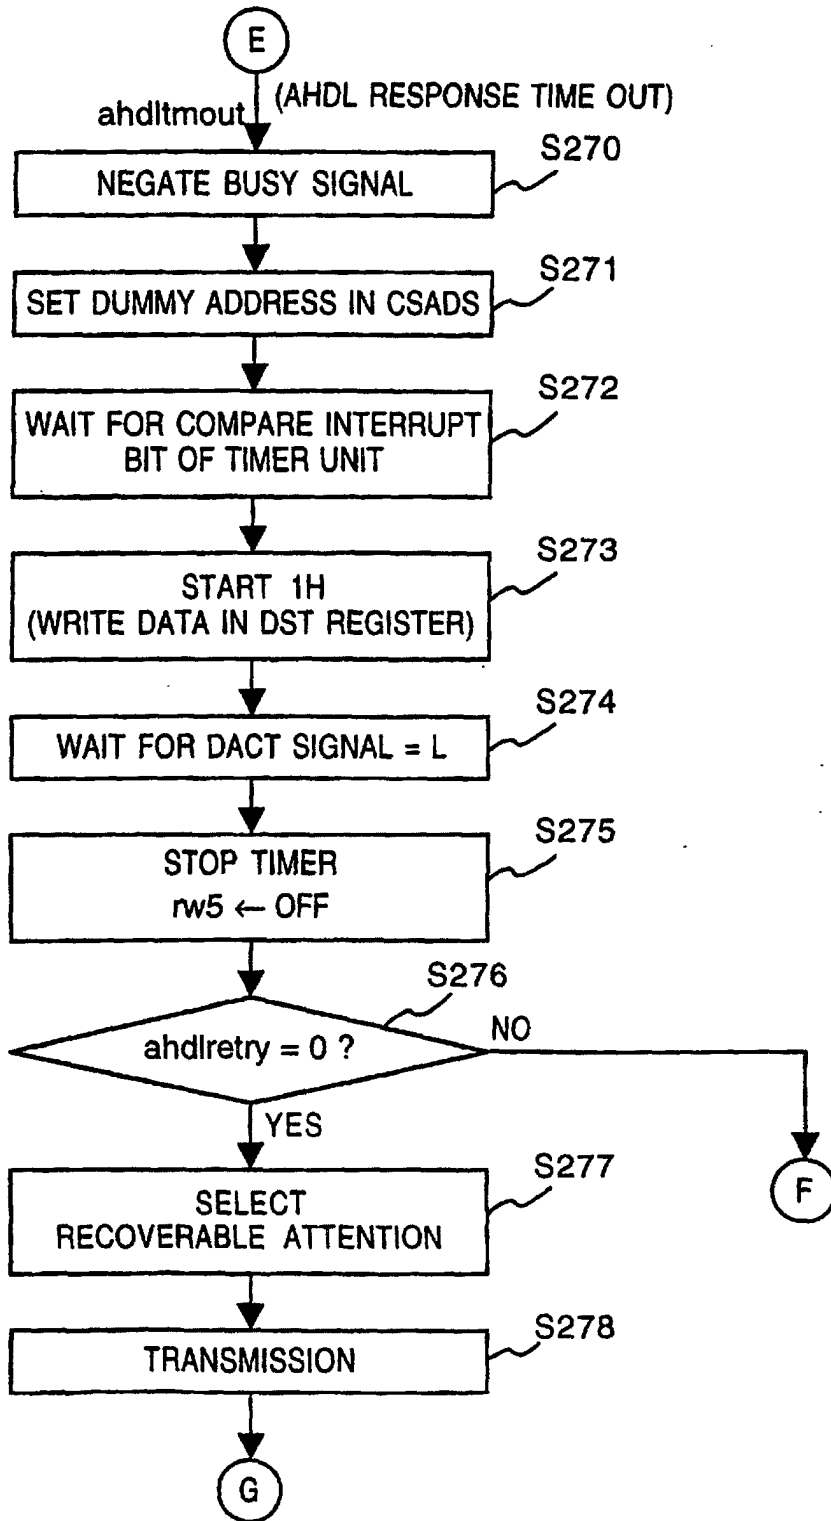 E
(AHDL RESPONSE TIME OUT)
ahdltmout
S270
NEGATE BUSY SIGNAL
S271
SET DUMMY ADDRESS IN CSADS
S272
WAIT FOR COMPARE INTERRUPT
BIT OF TIMER UNIT
S273
START 1H
(WRITE DATA IN DST REGISTER)
S274
WAIT FOR DACT SIGNAL = L
S275
STOP TIMER
rw5 ← OFF
S276
ahdlretry = 0 ?
NO
YES
F
S277
SELECT
RECOVERABLE ATTENTION
S278
TRANSMISSION
G